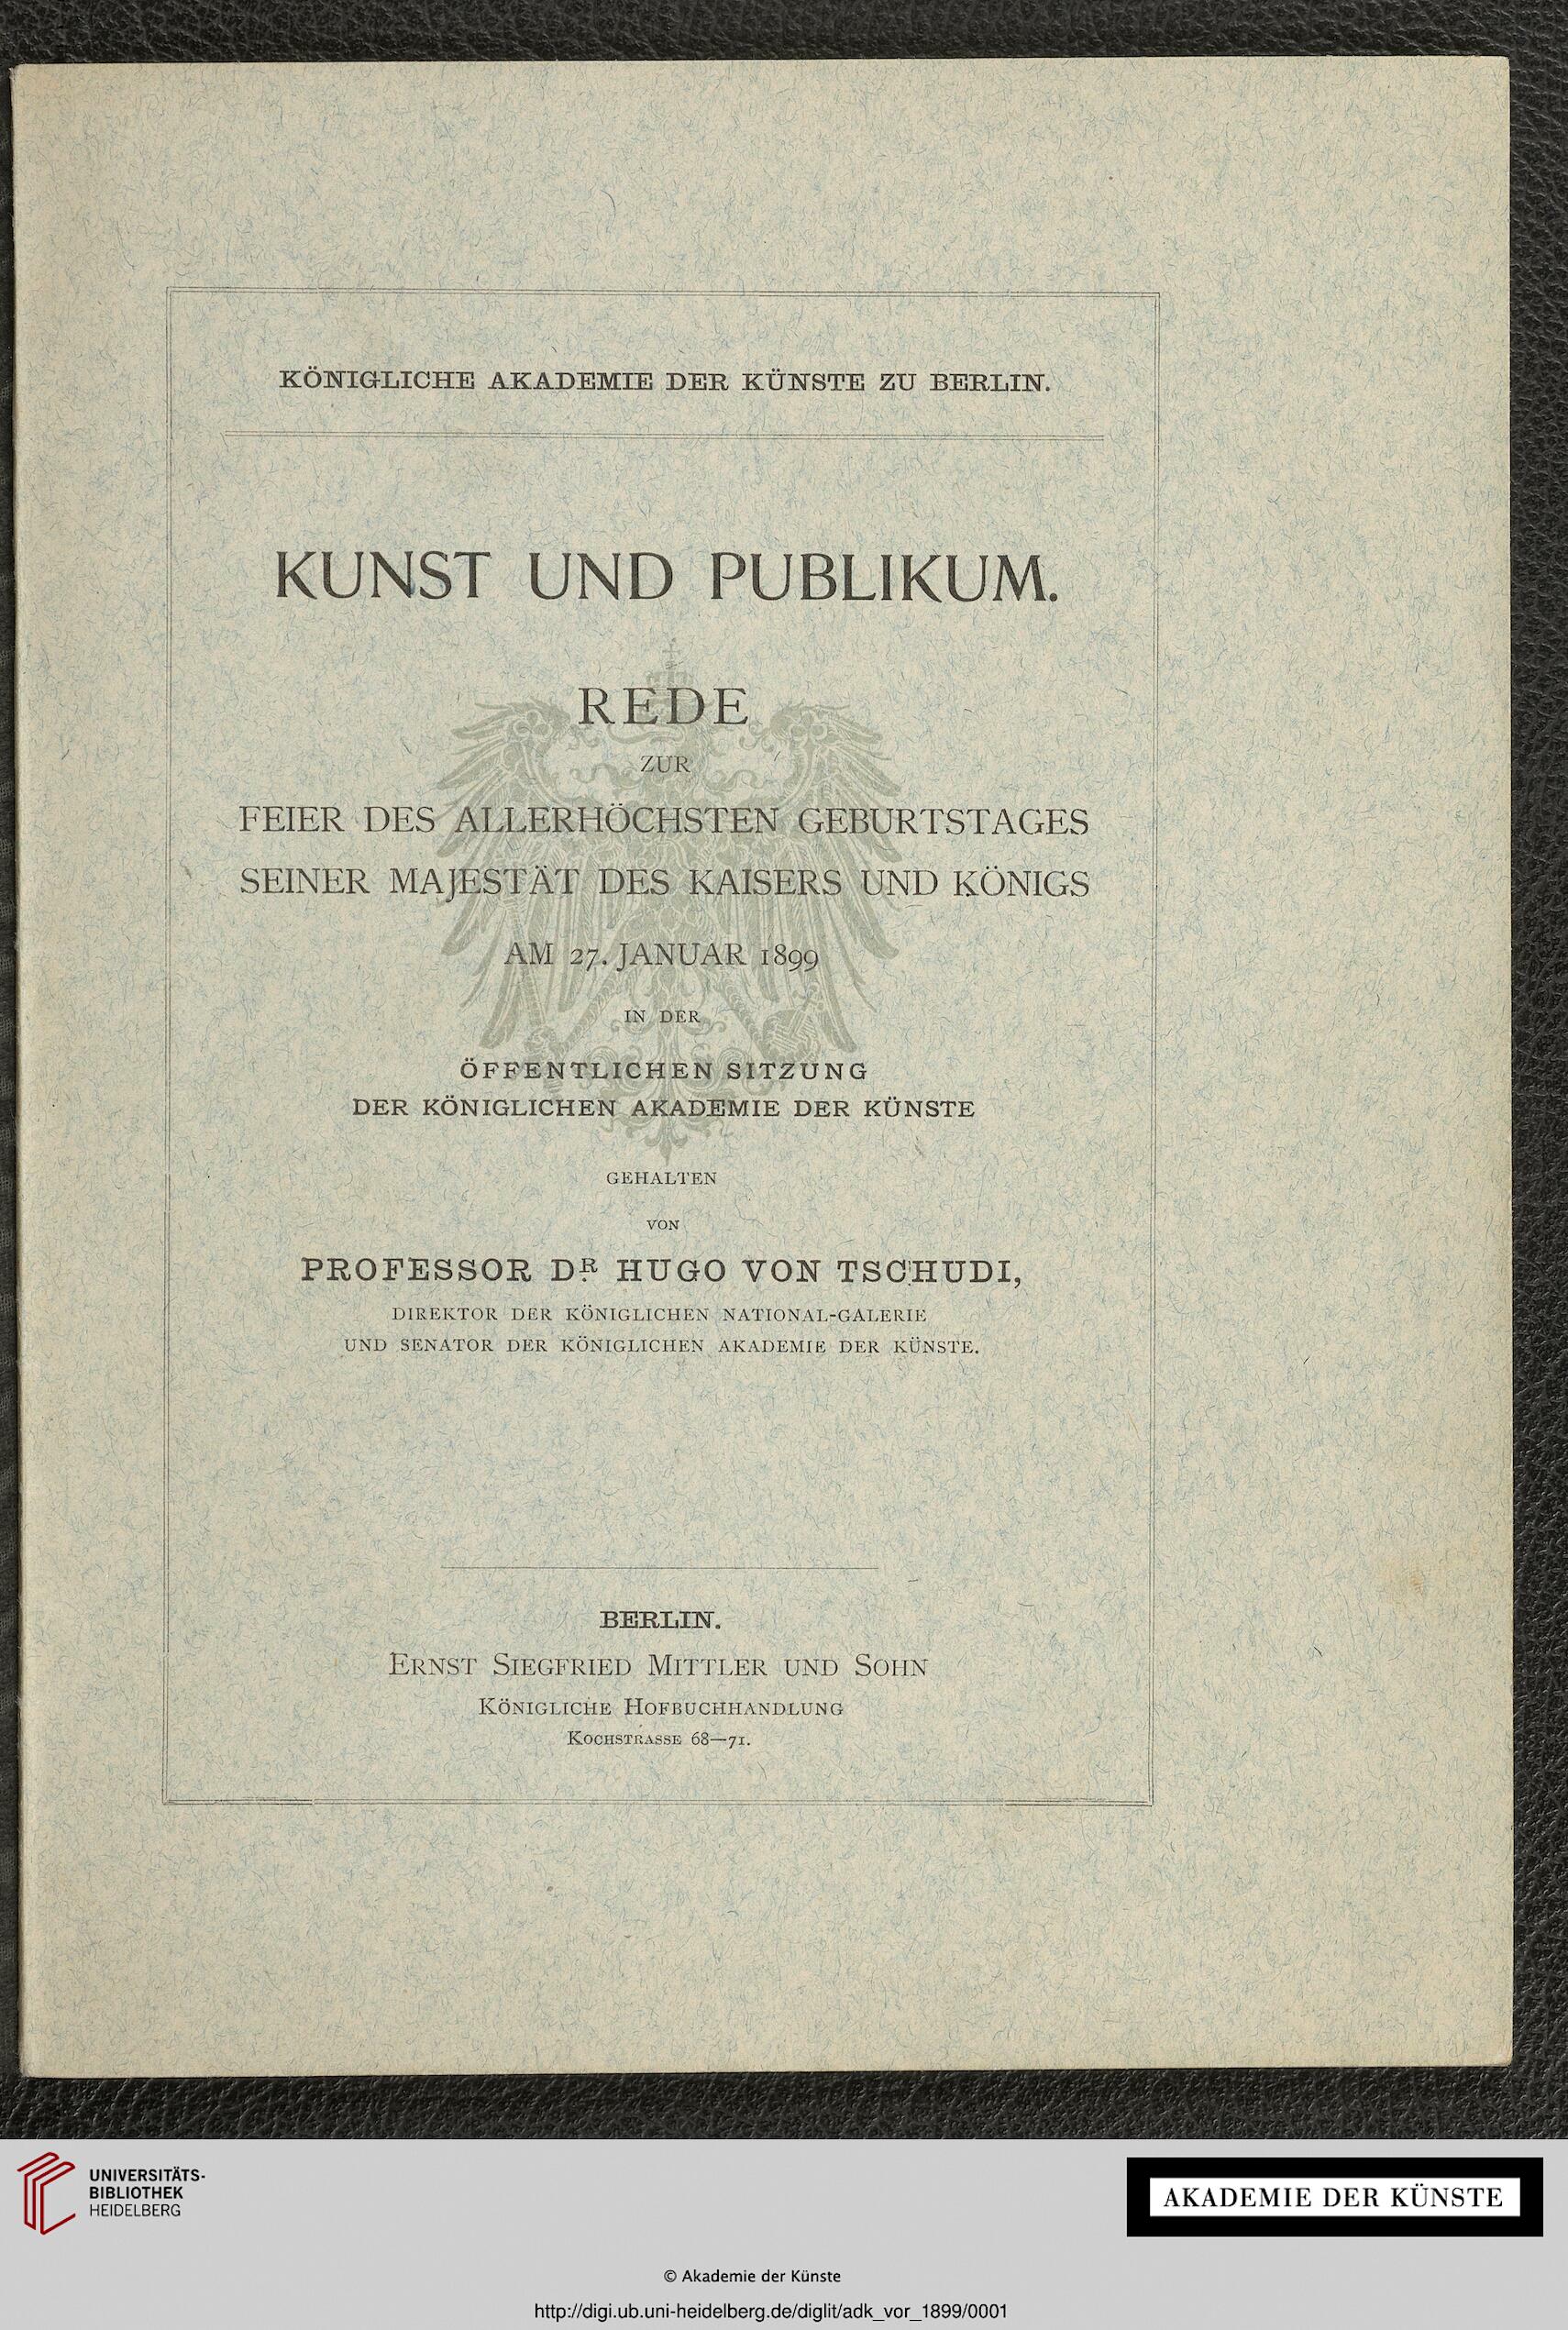 KÖNIGLICHE AKADEMIE DER KÜNSTE ZU BERLIN.
KUNST UND PUBLIKUM.
REDE
ZUR
FEIER DES ALLERHÖCHSTEN GEBURTSTAGES
SEINER MAJESTÄT DES KAISERS UND KÖNIGS
AM 27. JANUAR 1899
IN DER
ÖFFENTLICHEN SITZUNG
DER KÖNIGLICHEN AKADEMIE DER KÜNSTE
GEHALTEN
VON
PROFESSOR DR HUGO VON TSCHUDI,
DIREKTOR DER KÖNIGLICHEN NATIONAL-GALERIE
UND SENATOR DER KÖNIGLICHEN AKADEMIE DER KÜNSTE.
BERLIN.
ERNST SIEGFRIED MITTLER UND SOHN
KÖNIGLICHE HOFBUCHHANDLUNG
KOCHSTRASSE 68—71.
UNIVERSITÄTS-
BIBLIOTHEK
HEIDELBERG
AKADEMIE DER KÜNSTE
© Akademie der Künste
http://digi.ub.uni-heidelberg.de/diglit/adk_vor_1899/0001